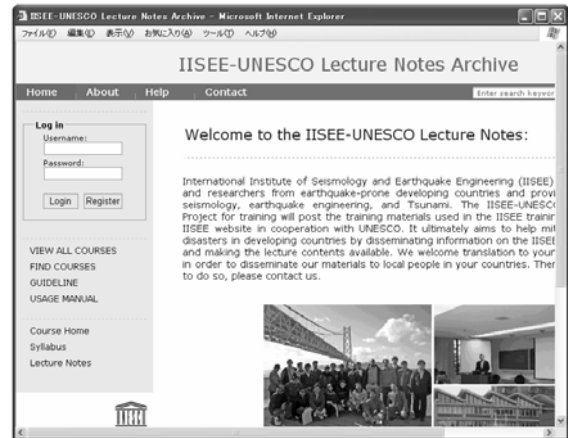 IISEE-UNESCO Lecture Notes Archive - Microsoft Internet Explorer
ファイル(F) 編集(E) 表示(V) お気に入り(A) ツール(T) ヘルプ(H)
IISEE-UNESCO Lecture Notes Archive
Home About Help Contact Enter search keywor
Log in
Username:
Password:
Login Register
VIEW ALL COURSES
FIND COURSES
GUIDELINE
USAGE MANUAL
Course Home
Syllabus
Lecture Notes
Welcome to the IISEE-UNESCO Lecture Notes:
International Institute of Seismology and Earthquake Engineering (IISEE)
and researchers from earthquake-prone developing countries and provi
seismology, earthquake engineering, and Tsunami. The IISEE-UNESCO
Project for training will post the training materials used in the IISEE trainin
IISEE website in cooperation with UNESCO. It ultimately aims to help mit
disasters in developing countries by disseminating information on the IISEE
and making the lecture contents available. We welcome translation to your
in order to disseminate our materials to local people in your countries. Ther
to do so, please contact us.